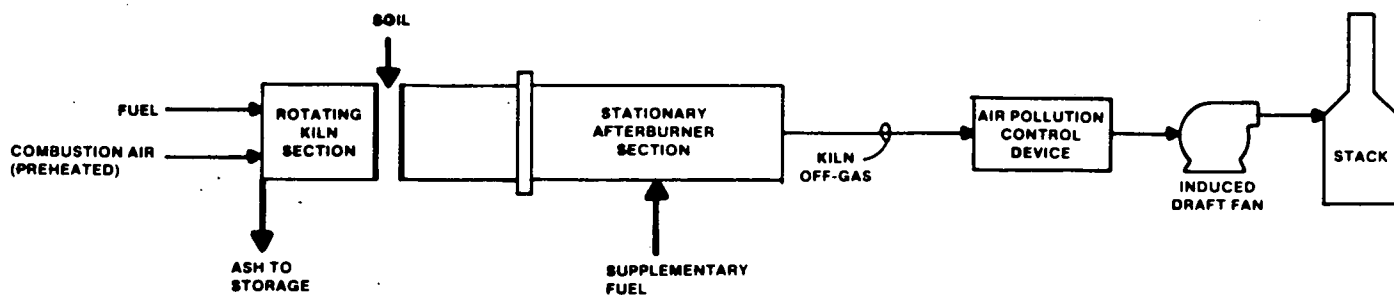 SOIL
FUEL
COMBUSTION AIR
(PREHEATED)
ROTATING
KILN
SECTION
ASH TO
STORAGE
STATIONARY
AFTERBURNER
SECTION
SUPPLEMENTARY
FUEL
KILN
OFF-GAS
AIR POLLUTION
CONTROL
DEVICE
INDUCED
DRAFT FAN
STACK